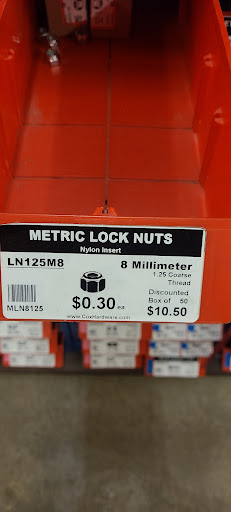 METRIC LOCK NUTS
Nylon Insert
LN125M8
8 Millimeter
1.25 Coarse
Thread
Discounted
Box of 50
$0.30 ea
$10.50
MLN8125
www.CoxHardware.com